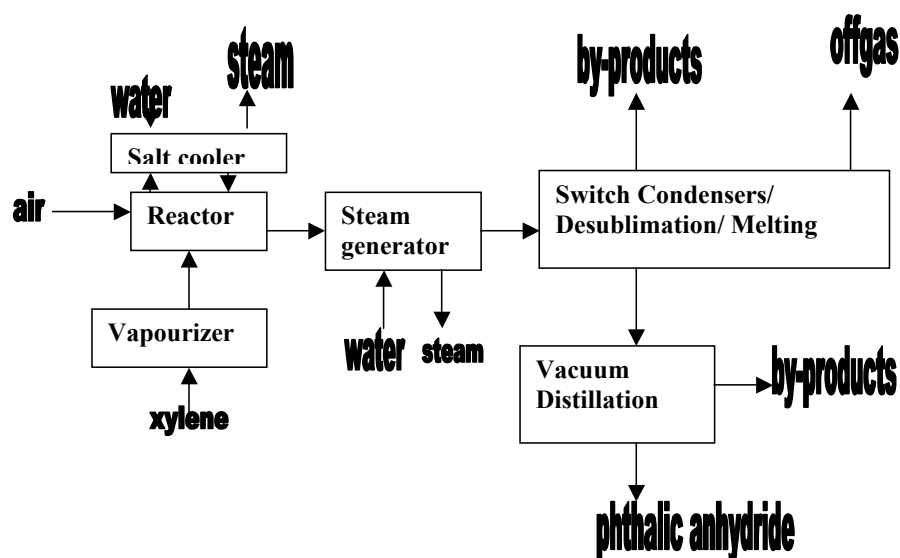 offgas
steam
by-products
water
Salt cooler
air
Reactor
Steam
generator
Switch Condensers/
Desublimation/ Melting
Vapourizer
water
steam
Vacuum
Distillation
by-products
xylene
phthalic anhydride